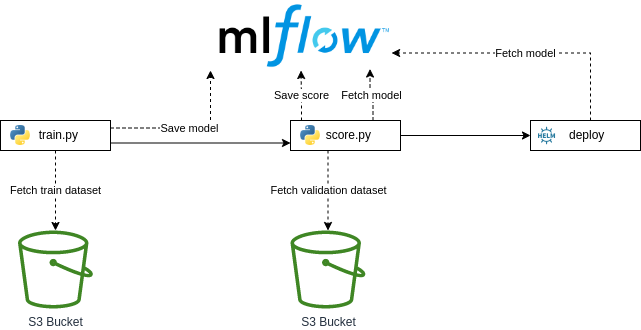 mlflow™
Fetch model
Save score
Fetch model
train.py
Save model
score.py
HELM
deploy
Fetch train dataset
Fetch validation dataset
S3 Bucket
S3 Bucket